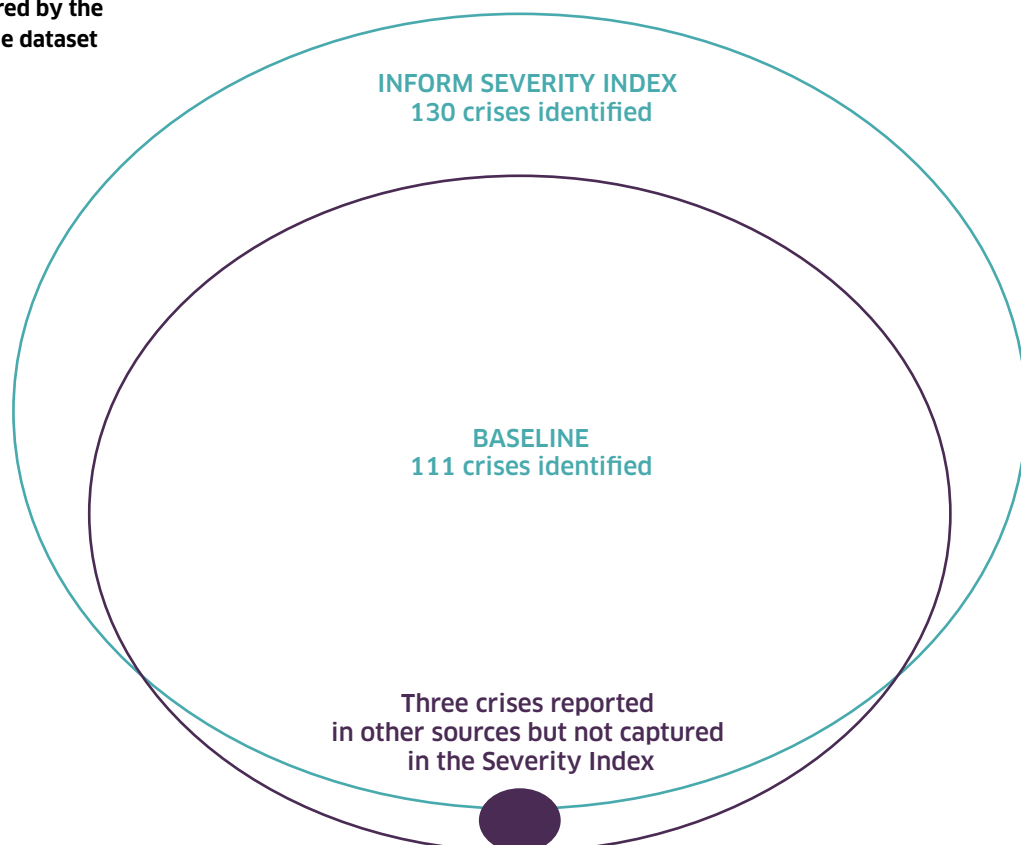 red by the
e dataset
INFORM SEVERITY INDEX
130 crises identified
BASELINE
111 crises identified
Three crises reported
in other sources but not captured
in the Severity Index